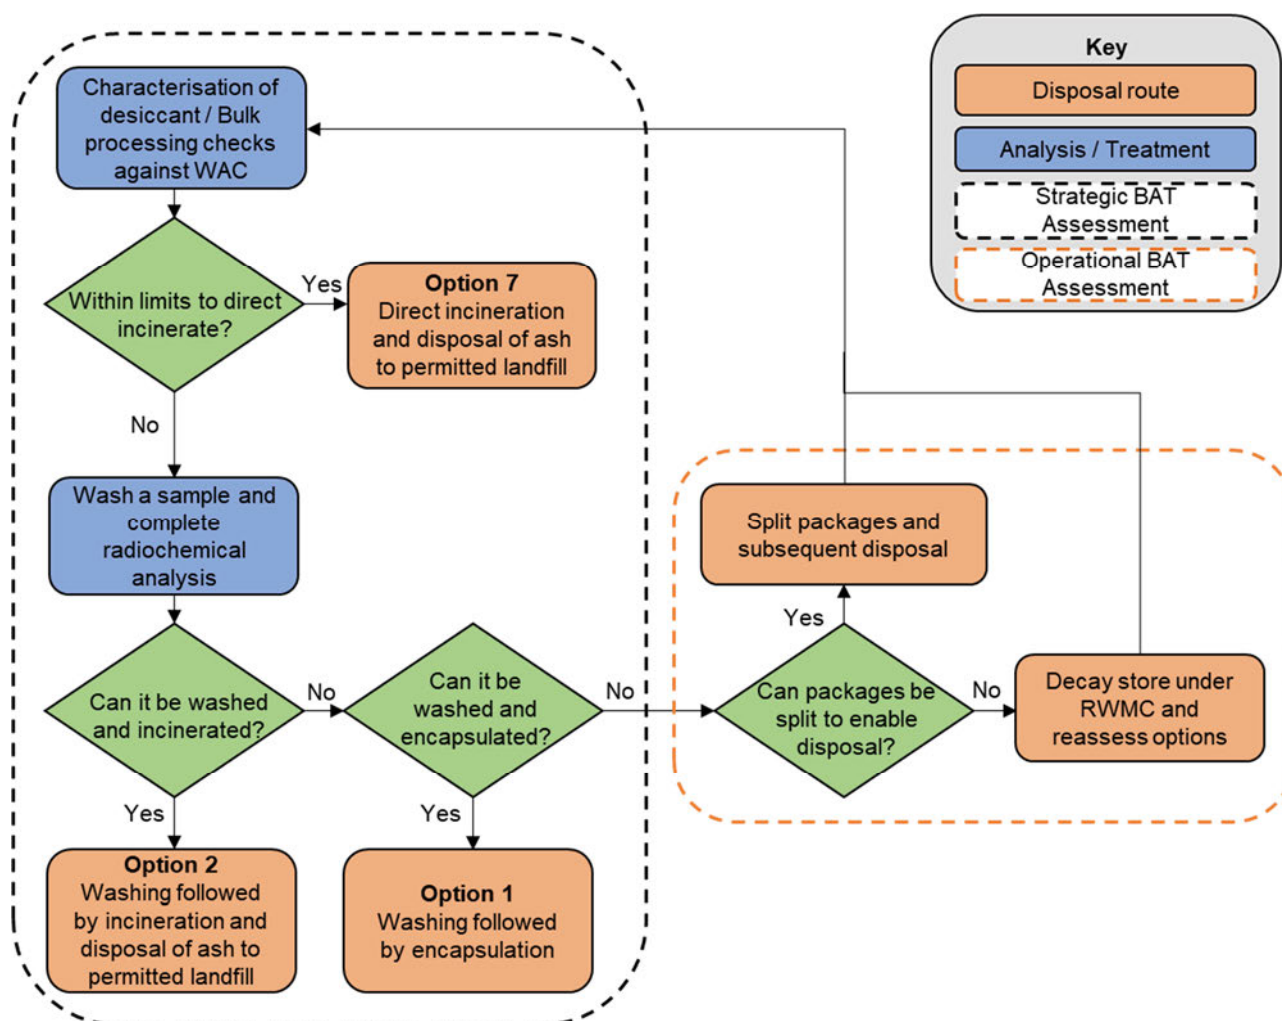 Characterisation of
desiccant / Bulk
processing checks
against WAC
Within limits to direct
incinerate?
Yes
Option 7
Direct incineration
and disposal of ash
to permitted landfill
No
Wash a sample and
complete
radiochemical
analysis
Can it be washed
and incinerated?
No
Can it be
washed and
encapsulated?
No
Yes
Option 2
Washing followed
by incineration and
disposal of ash to
permitted landfill
Yes
Option 1
Washing followed
by encapsulation
Can packages be
split to enable
disposal?
Yes
Split packages and
subsequent disposal
No
Decay store under
RWMC and
reassess options
Key
Disposal route
Analysis / Treatment
Strategic BAT
Assessment
Operational BAT
Assessment